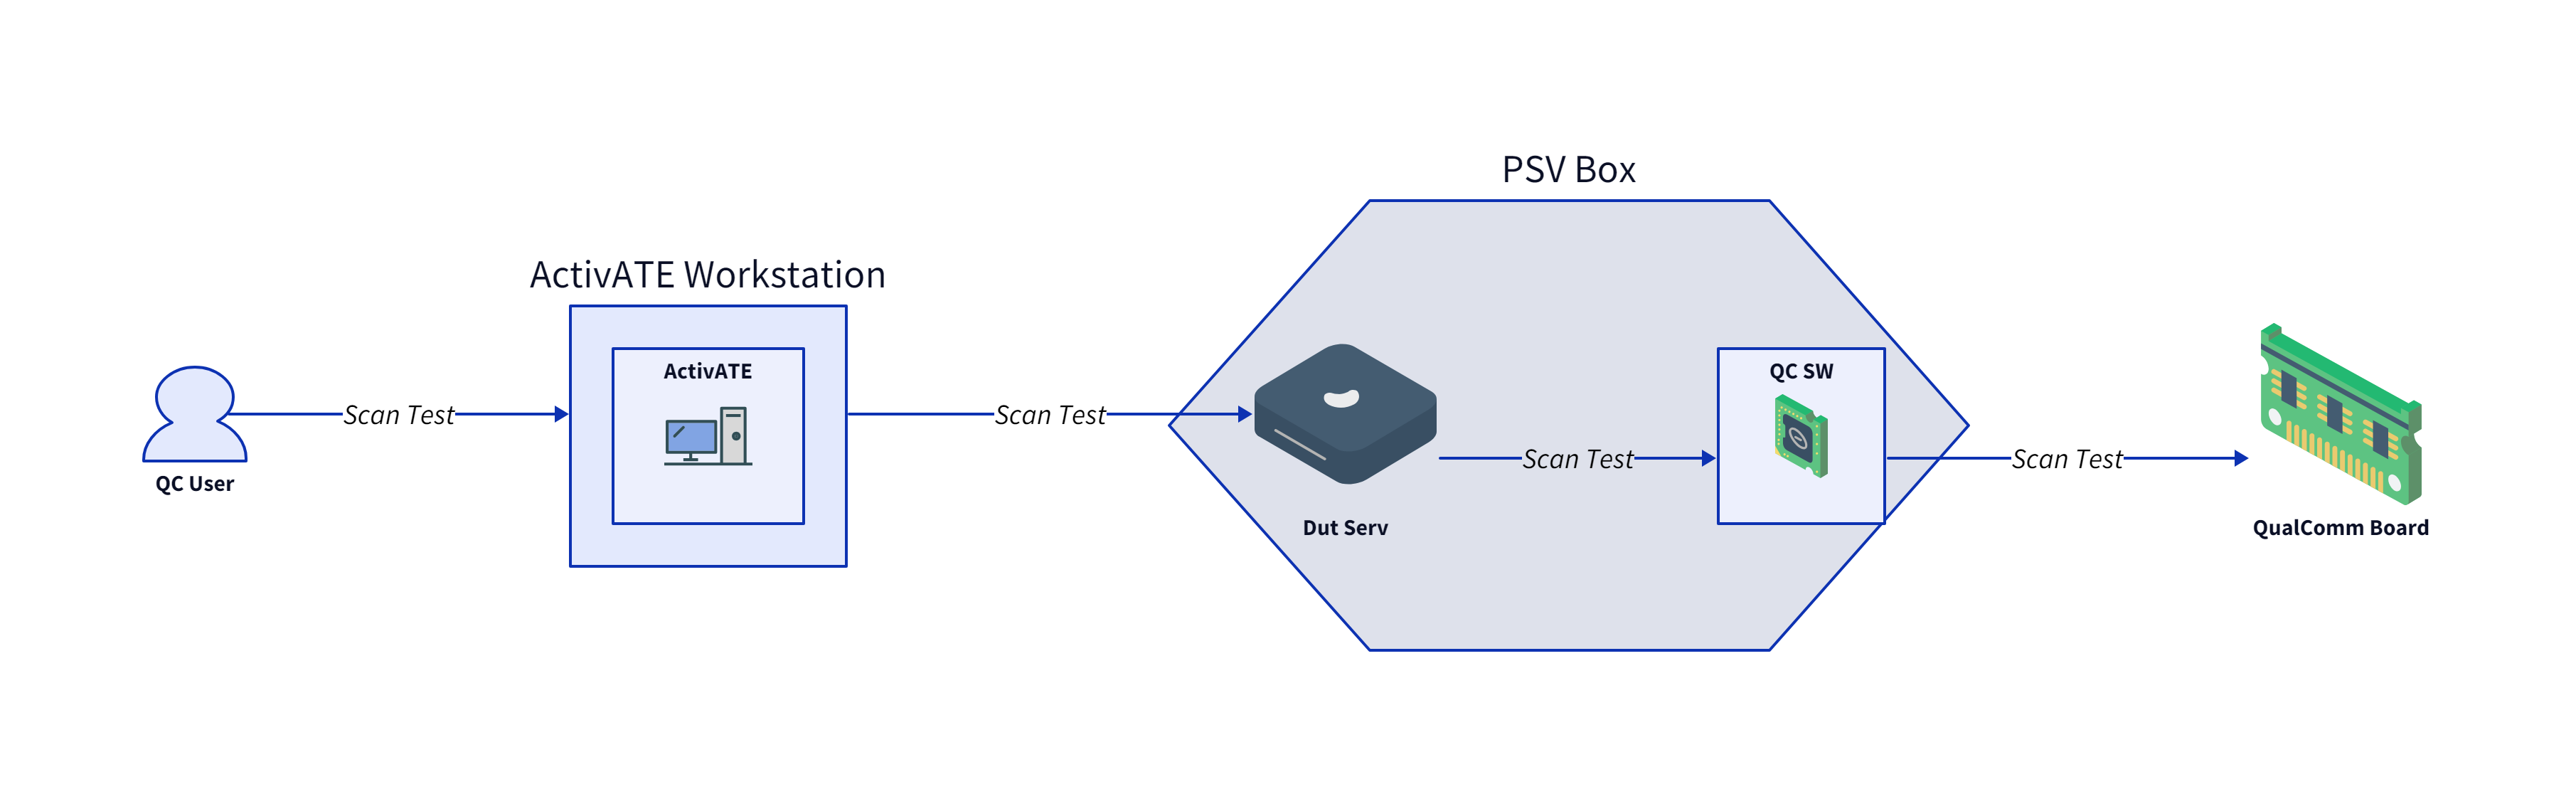 PSV Box
ActivATE Workstation
ActivATE
QC SW
Scan Test
Scan Test
Scan Test
Scan Test
QC User
Dut Serv
QualComm Board